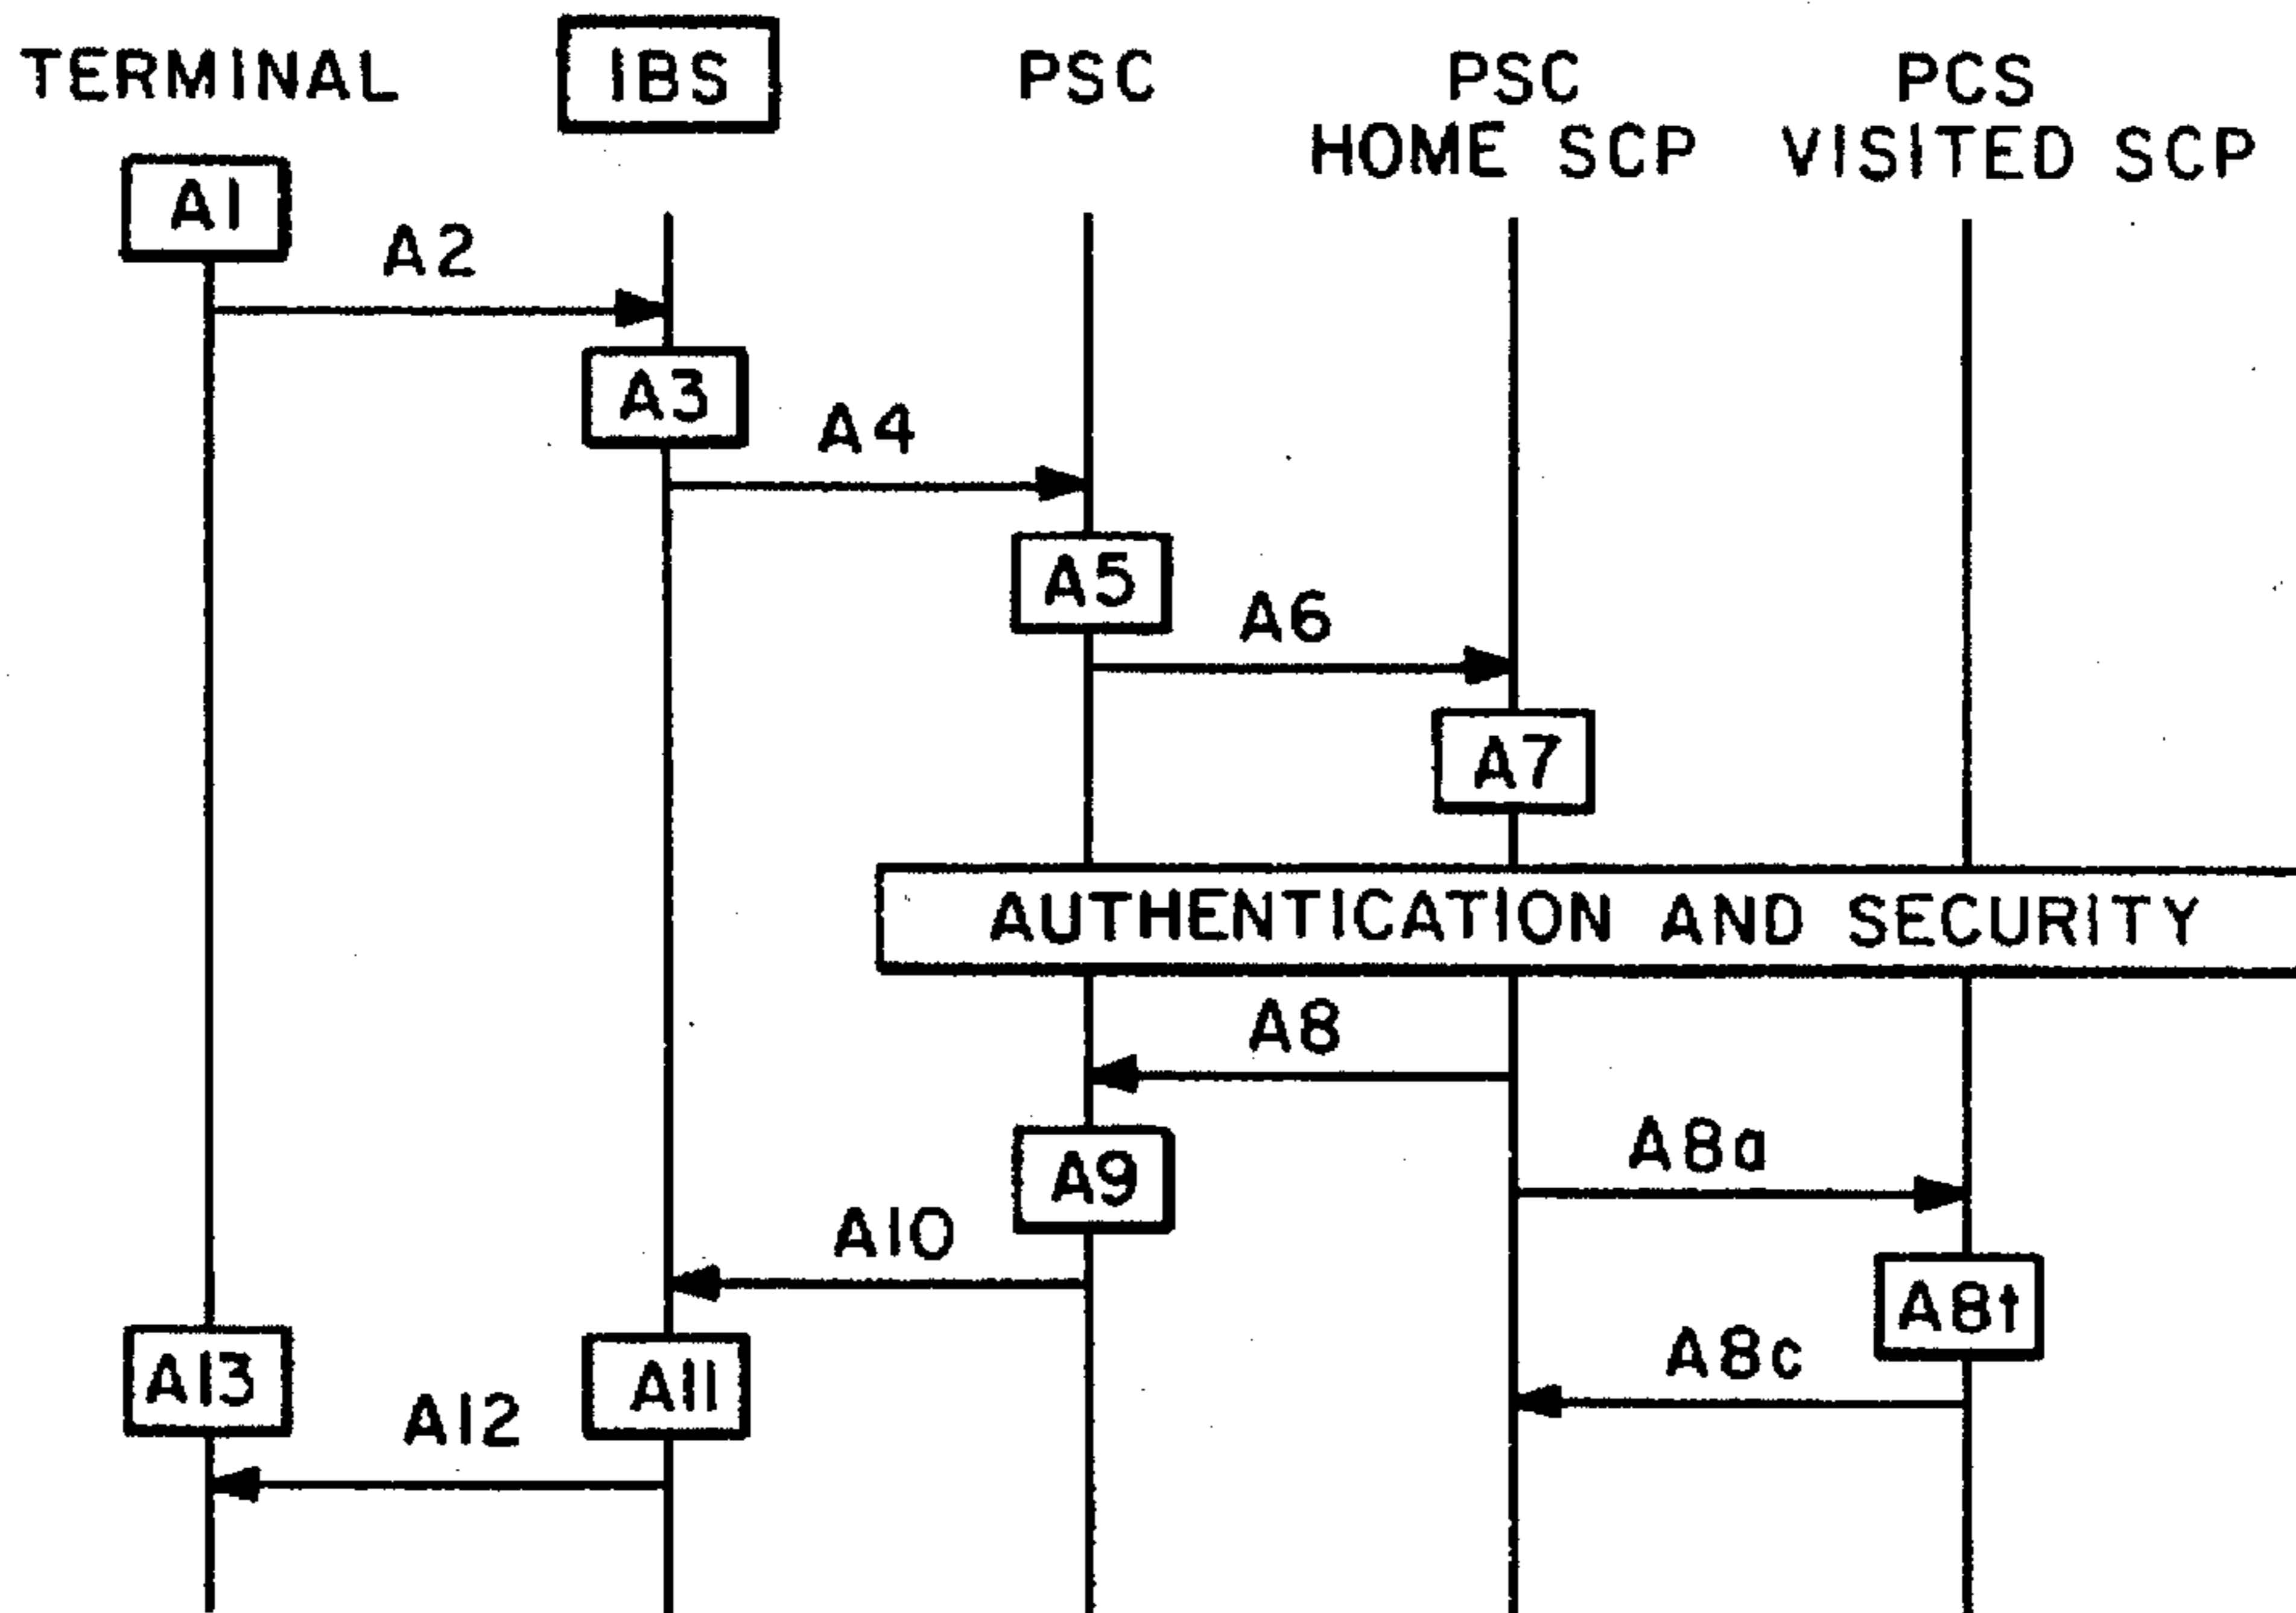 TERMINAL IBS PSC PSC PCS
HOME SCP VISITED SCP
A1
A2
A3
A4
A5
A6
A7
AUTHENTICATION AND SECURITY
A8
A8a
A9
A10
A8t
A8c
A13
A11
A12